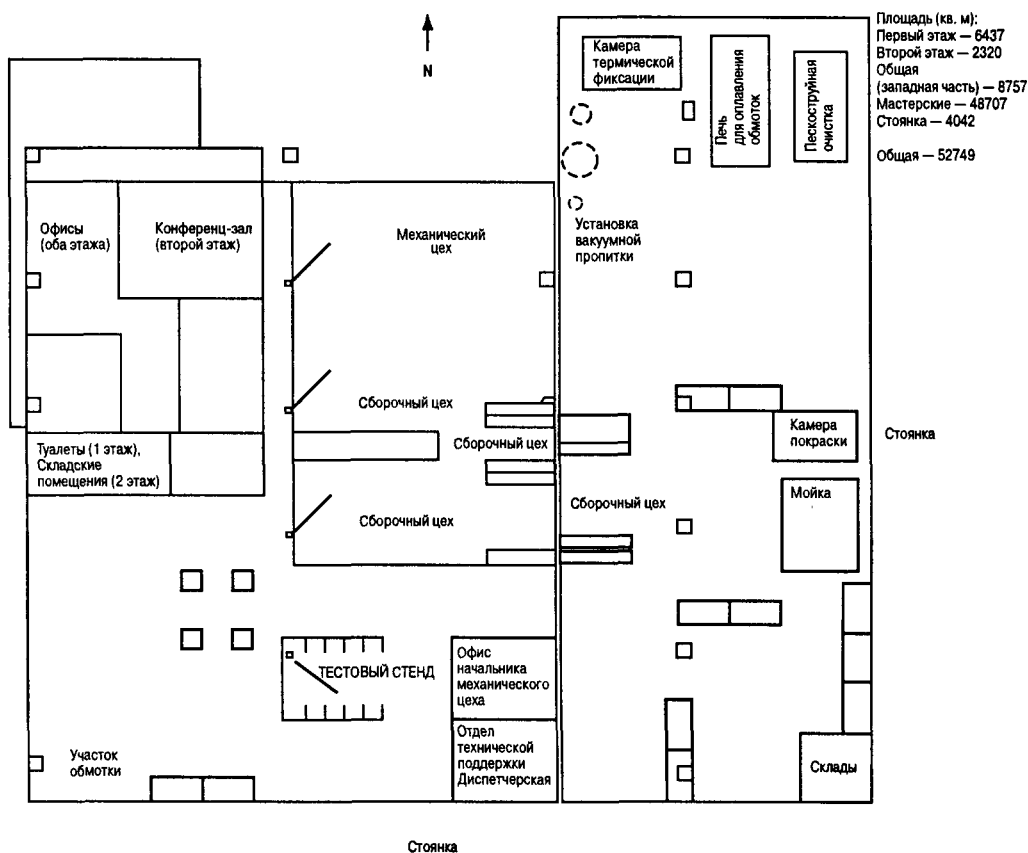 Площадь (кв. м):
Первый этаж — 6437
Второй этаж — 2320
Общая
(западная часть) — 8757
Мастерские — 48707
Стоянка — 4042
Общая — 52749
N
Камера
термической
фиксации
Печь
для оплавления
обмоток
Пескоструйная
очистка
Офисы
(оба этажа)
Конференц-зал
(второй этаж)
Механический
цех
Установка
вакуумной
пропитки
Сборочный цех
Сборочный цех
Камера
покраски
Стоянка
Туалеты (1 этаж),
Складские
помещения (2 этаж)
Мойка
Сборочный цех
Сборочный цех
ТЕСТОВЫЙ СТЕНД
Офис
начальника
механического
цеха
Отдел
технической
поддержки
Диспетчерская
Участок
обмотки
Склады
Стоянка